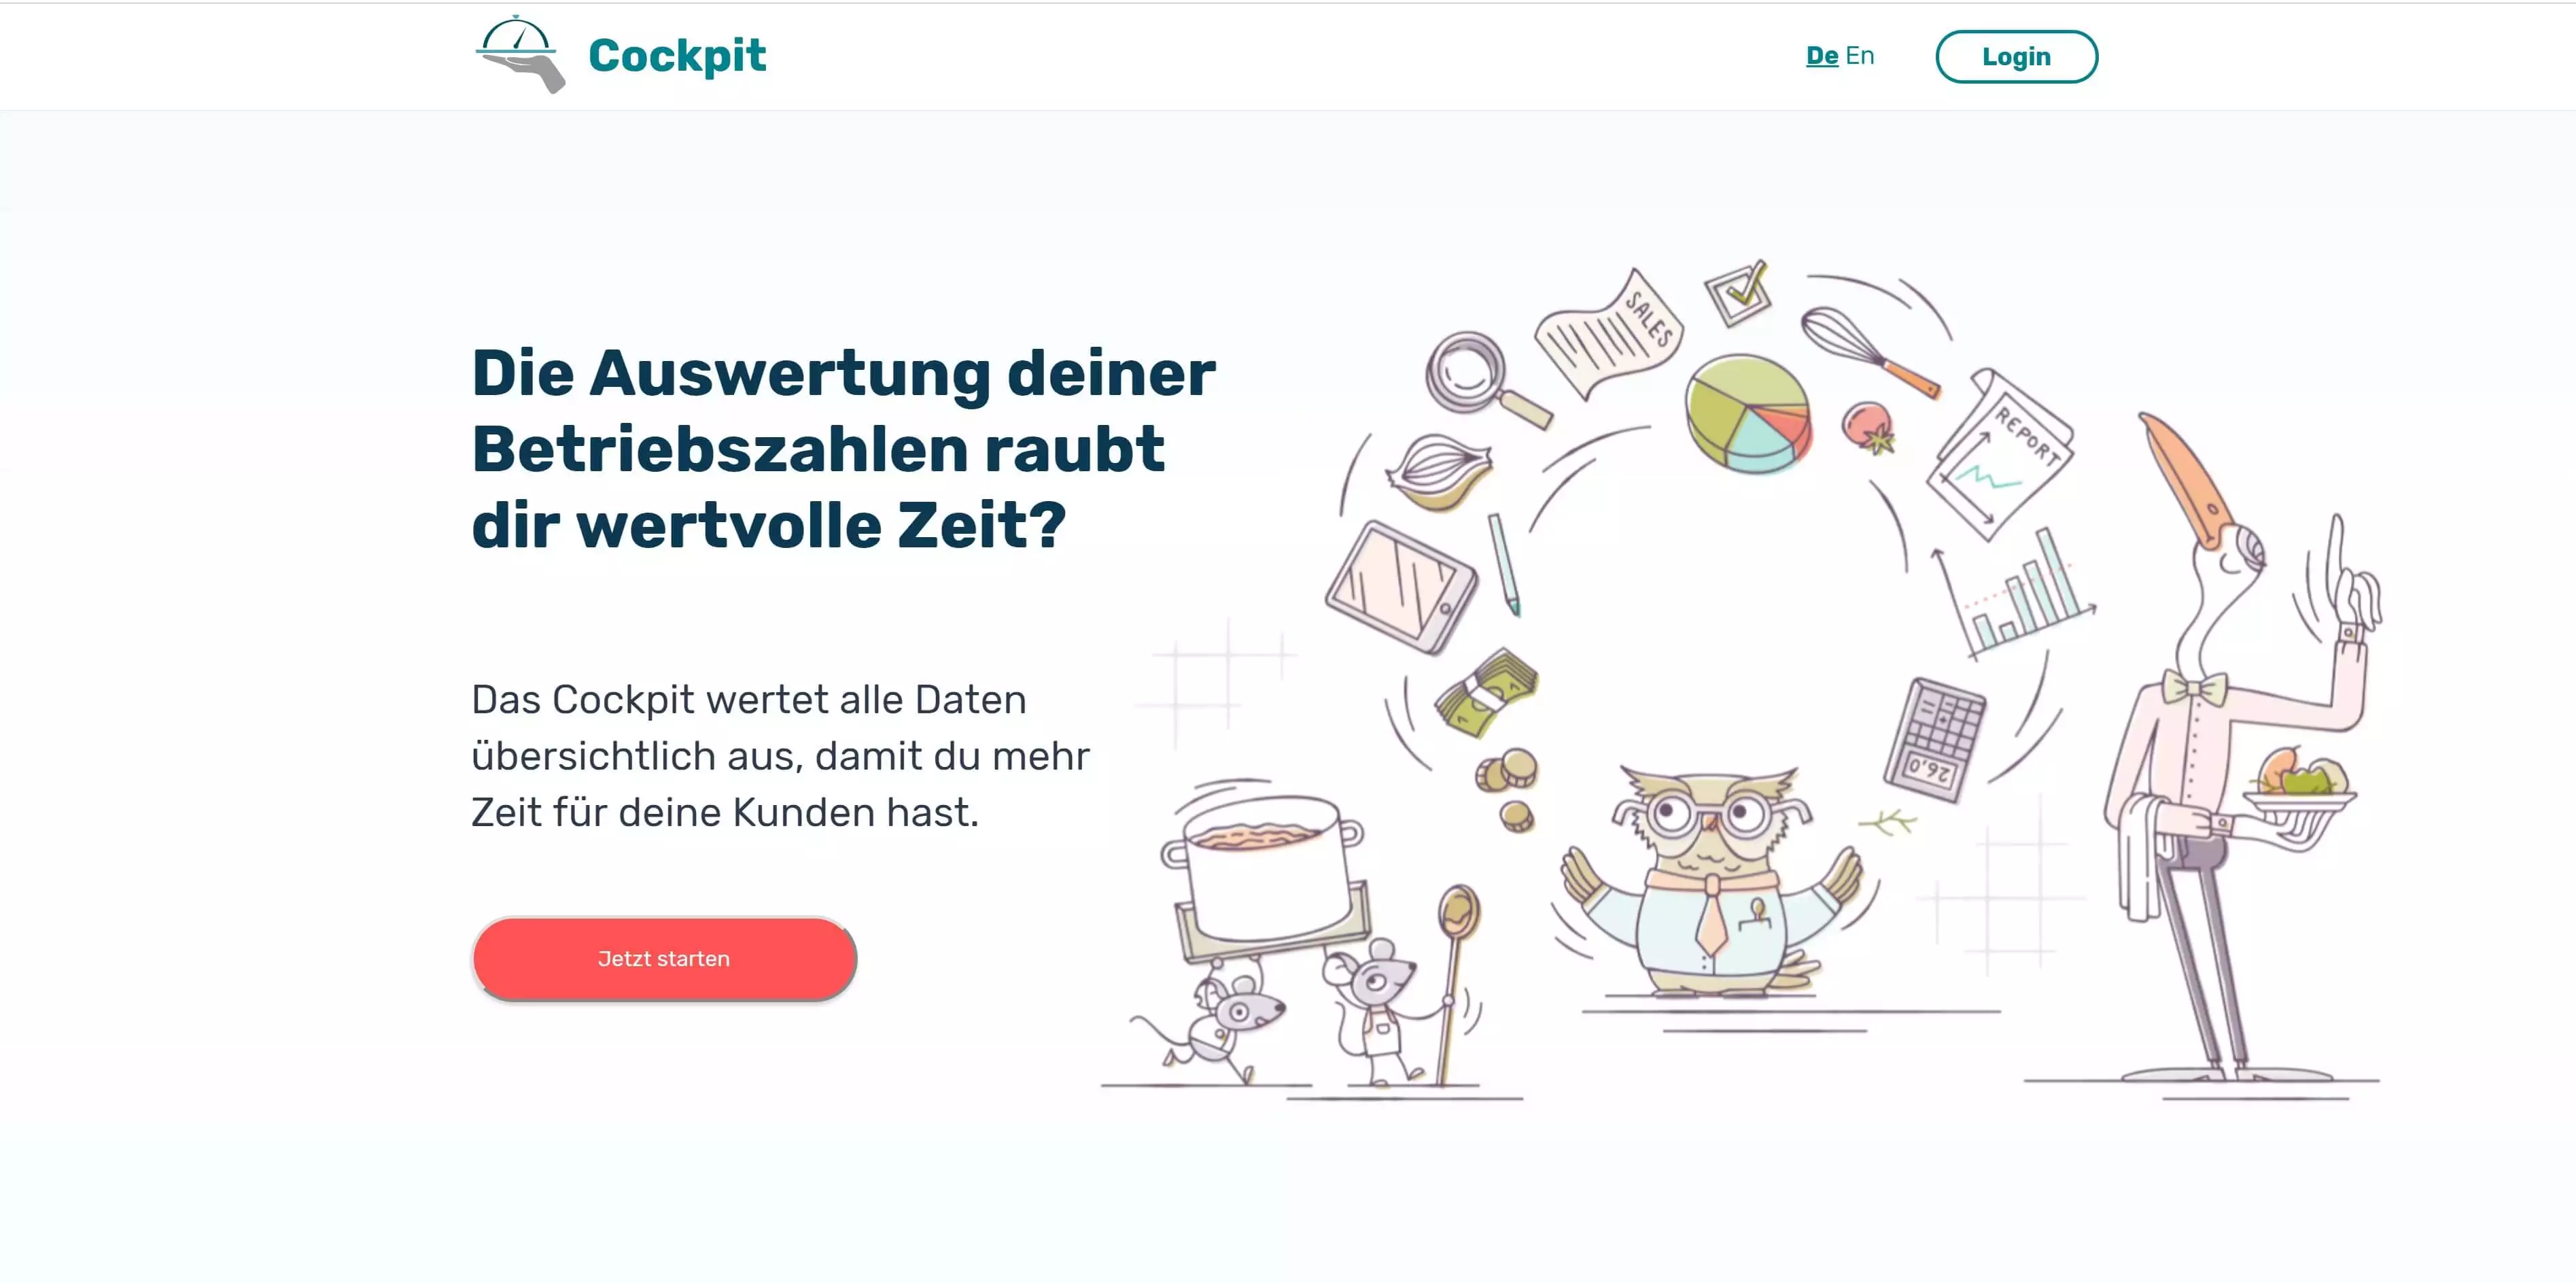 Cockpit
De En
Login
Die Auswertung deiner
Betriebszahlen raubt
dir wertvolle Zeit?
SALES
REPORT
Das Cockpit wertet alle Daten
übersichtlich aus, damit du mehr
Zeit für deine Kunden hast.
26,0
Jetzt starten